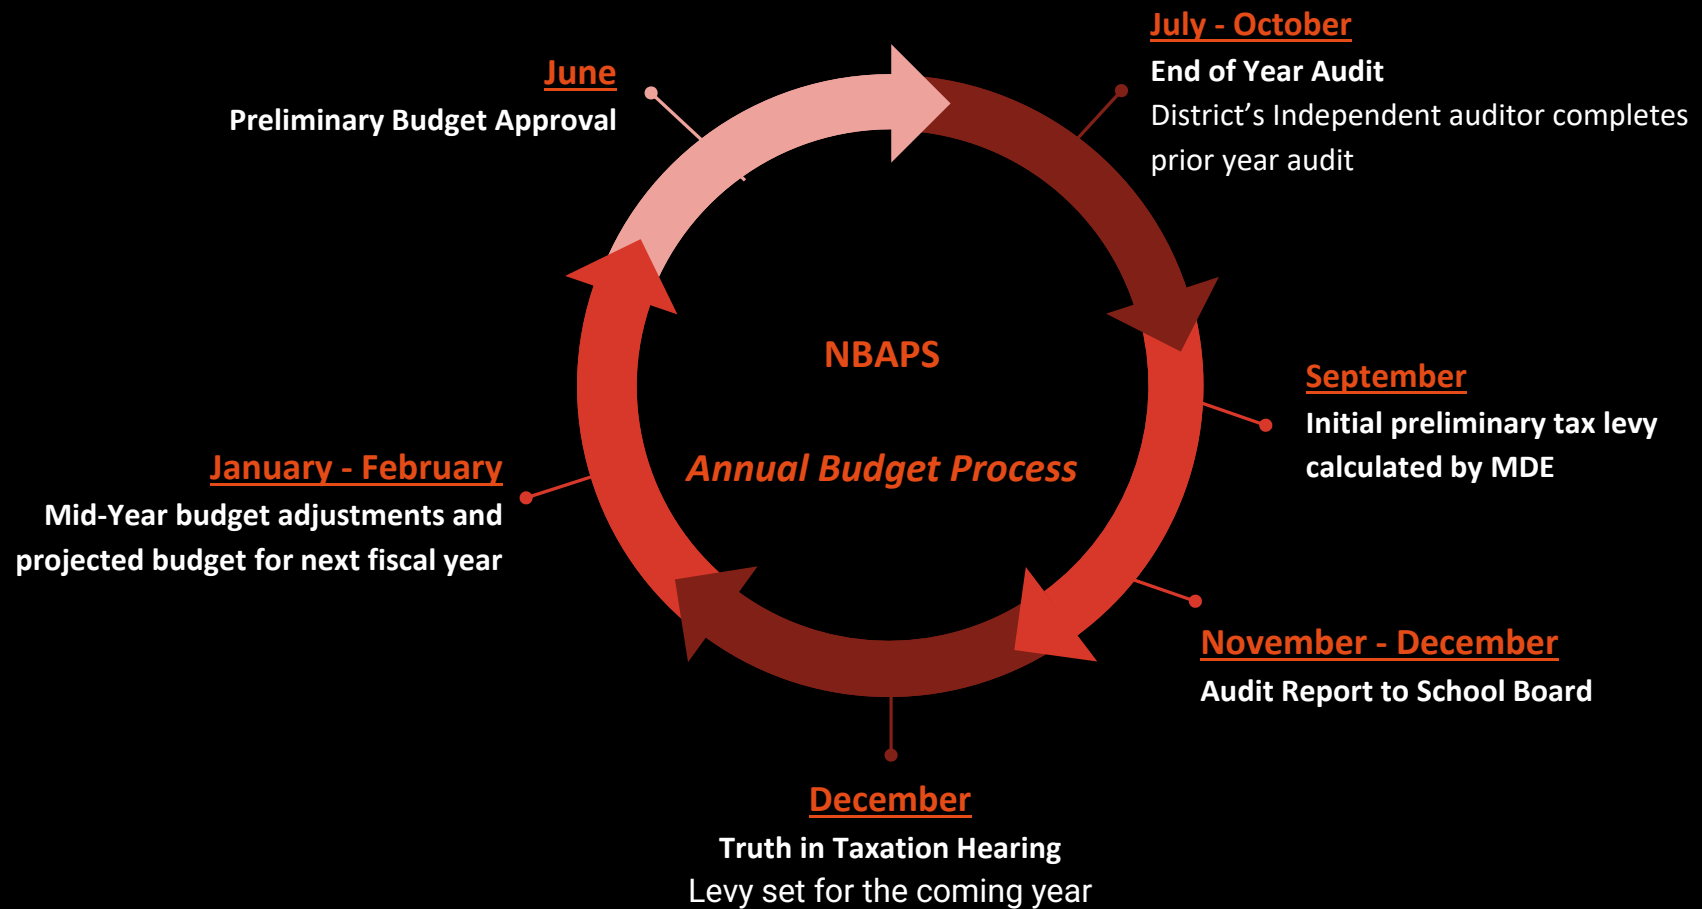 July - October
End of Year Audit
District’s Independent auditor completes
prior year audit
June
Preliminary Budget Approval
NBAPS
Annual Budget Process
September
Initial preliminary tax levy
calculated by MDE
January - February
Mid-Year budget adjustments and
projected budget for next fiscal year
November - December
Audit Report to School Board
December
Truth in Taxation Hearing
Levy set for the coming year